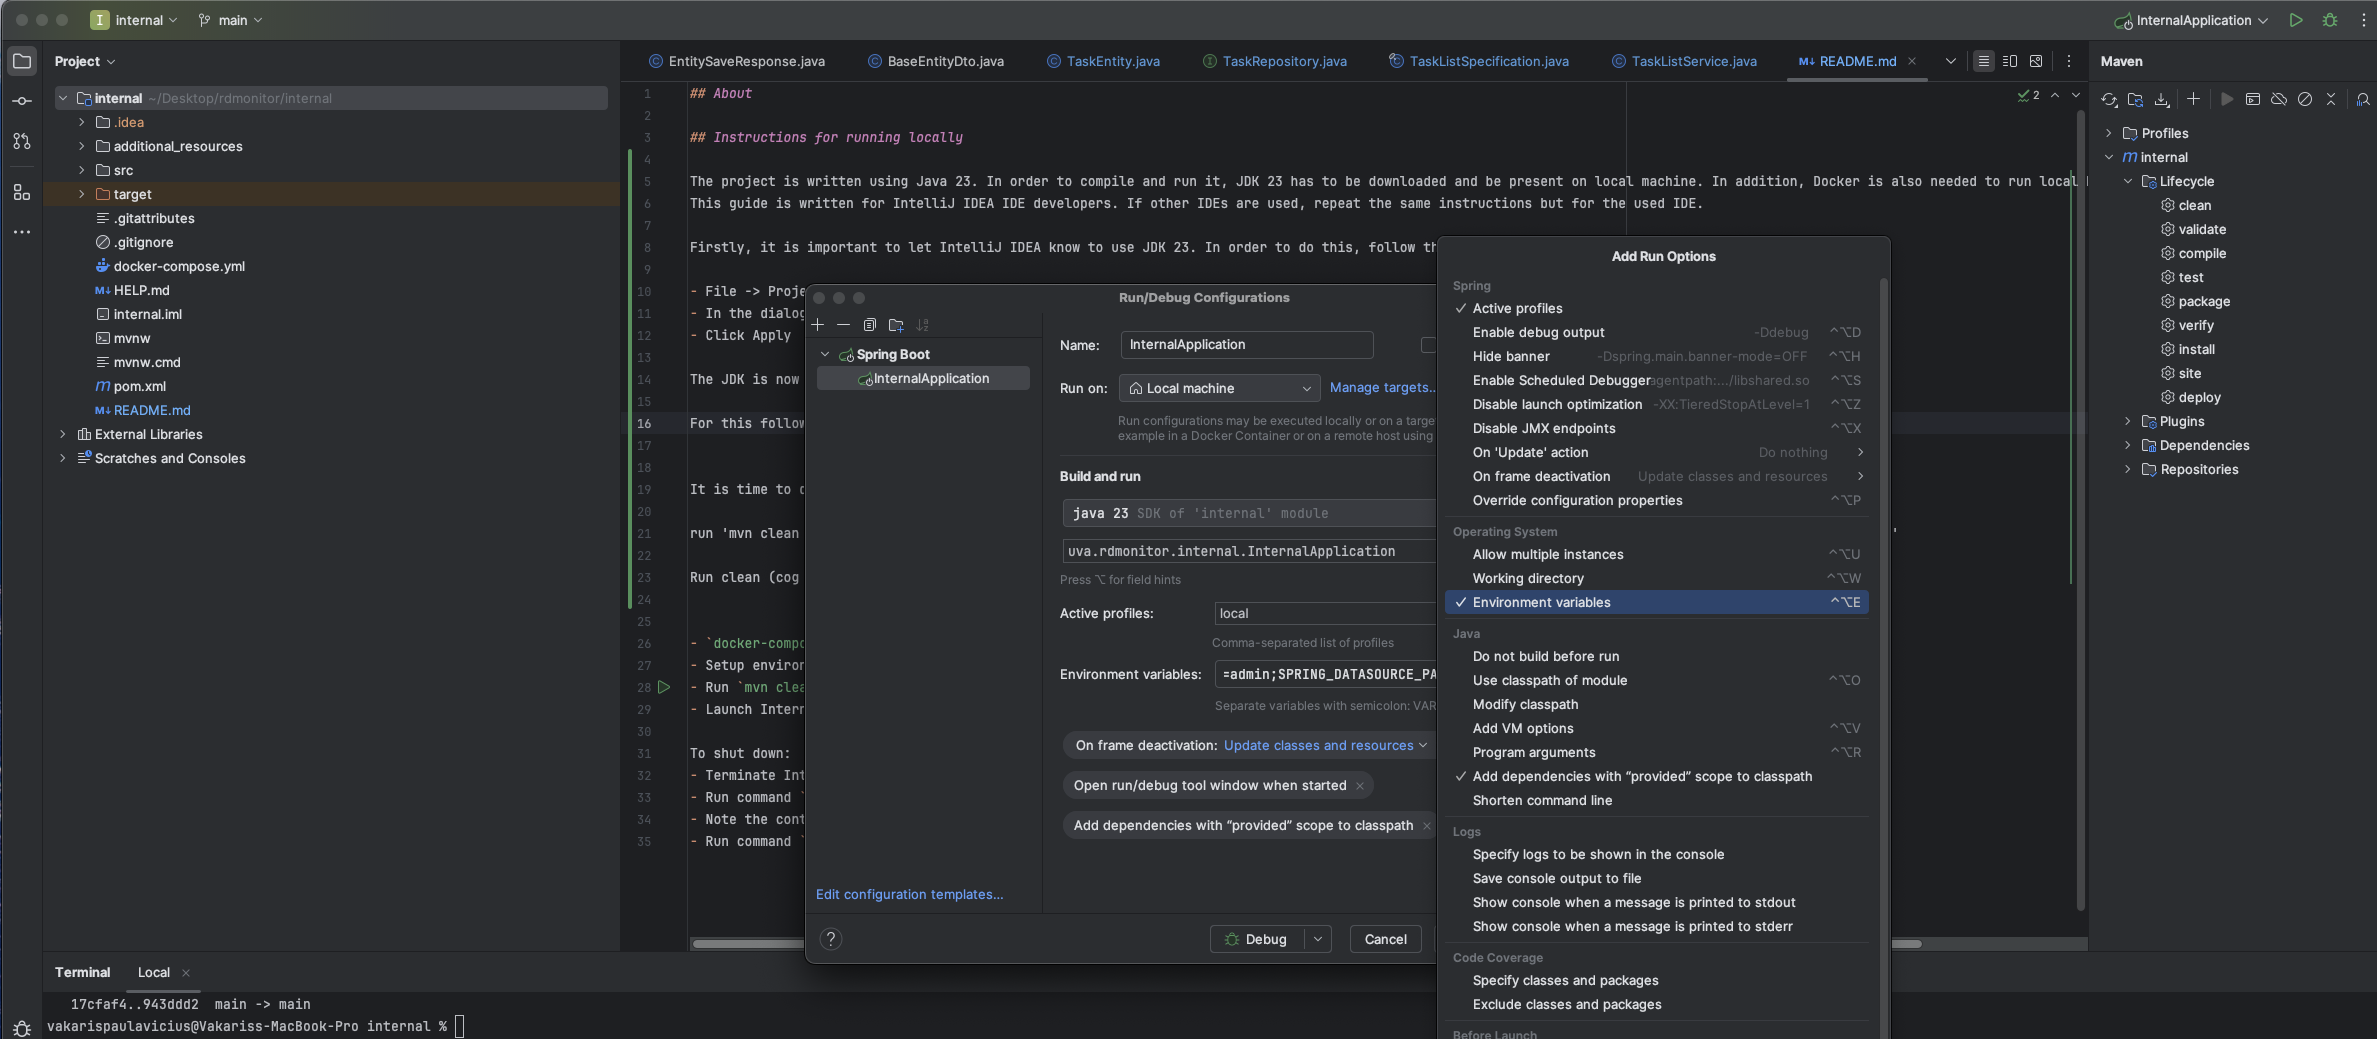 I internal main
InternalApplication
Project
internal ~/Desktop/rdmonitor/internal
.idea
additional_resources
src
target
.gitattributes
.gitignore
docker-compose.yml
M↓ HELP.md
internal.iml
mvnw
mvnw.cmd
m pom.xml
M↓ README.md
External Libraries
Scratches and Consoles
EntitySaveResponse.java BaseEntityDto.java TaskEntity.java TaskRepository.java TaskListSpecification.java TaskListService.java M↓ README.md
2
1 ## About
2
3 ## Instructions for running locally
4
5 The project is written using Java 23. In order to compile and run it, JDK 23 has to be downloaded and be present on local machine. In addition, Docker is also needed to run local
6 This guide is written for IntelliJ IDEA IDE developers. If other IDEs are used, repeat the same instructions but for the used IDE.
7
8 Firstly, it is important to let IntelliJ IDEA know to use JDK 23. In order to do this, follow th
9
10 - File -> Proje
11 - In the dialog
12 - Click Apply
13
14 The JDK is now
15
16 For this follow
17
18
19 It is time to
20
21 run 'mvn clean '
22
23 Run clean (cog
24
25
26 - `docker-compo
27 - Setup environ
28 - Run `mvn clea
29 - Launch Intern
30
31 To shut down:
32 - Terminate Int
33 - Run command `
34 - Note the cont
35 - Run command `
Run/Debug Configurations
Spring Boot
InternalApplication
Edit configuration templates...
?
Name: InternalApplication
Run on: Local machine Manage targets..
Run configurations may be executed locally or on a targe
example in a Docker Container or on a remote host using
Build and run
java 23 SDK of 'internal' module
uva.rdmonitor.internal.InternalApplication
Press ⌥ for field hints
Active profiles: local
Comma-separated list of profiles
Environment variables: =admin;SPRING_DATASOURCE_PA
Separate variables with semicolon: VAR
On frame deactivation: Update classes and resources
Open run/debug tool window when started
Add dependencies with “provided” scope to classpath
Debug Cancel
Add Run Options
Spring
✓ Active profiles
Enable debug output -Ddebug ⌃⌥D
Hide banner -Dspring.main.banner-mode=OFF ⌃⌥H
Enable Scheduled Debugger agentpath:.../libshared.so ⌃⌥S
Disable launch optimization -XX:TieredStopAtLevel=1 ⌃⌥Z
Disable JMX endpoints ⌃⌥X
On 'Update' action Do nothing
On frame deactivation Update classes and resources
Override configuration properties ⌃⌥P
Operating System
Allow multiple instances ⌃⌥U
Working directory ⌃⌥W
✓ Environment variables ⌃⌥E
Java
Do not build before run
Use classpath of module ⌃⌥O
Modify classpath
Add VM options ⌃⌥V
Program arguments ⌃⌥R
✓ Add dependencies with “provided” scope to classpath
Shorten command line
Logs
Specify logs to be shown in the console
Save console output to file
Show console when a message is printed to stdout
Show console when a message is printed to stderr
Code Coverage
Specify classes and packages
Exclude classes and packages
Before Launch
Maven
Profiles
m internal
Lifecycle
clean
validate
compile
test
package
verify
install
site
deploy
Plugins
Dependencies
Repositories
Terminal Local
17cfaf4..943ddd2 main -> main
vakarispaulavicius@Vakariss-MacBook-Pro internal %